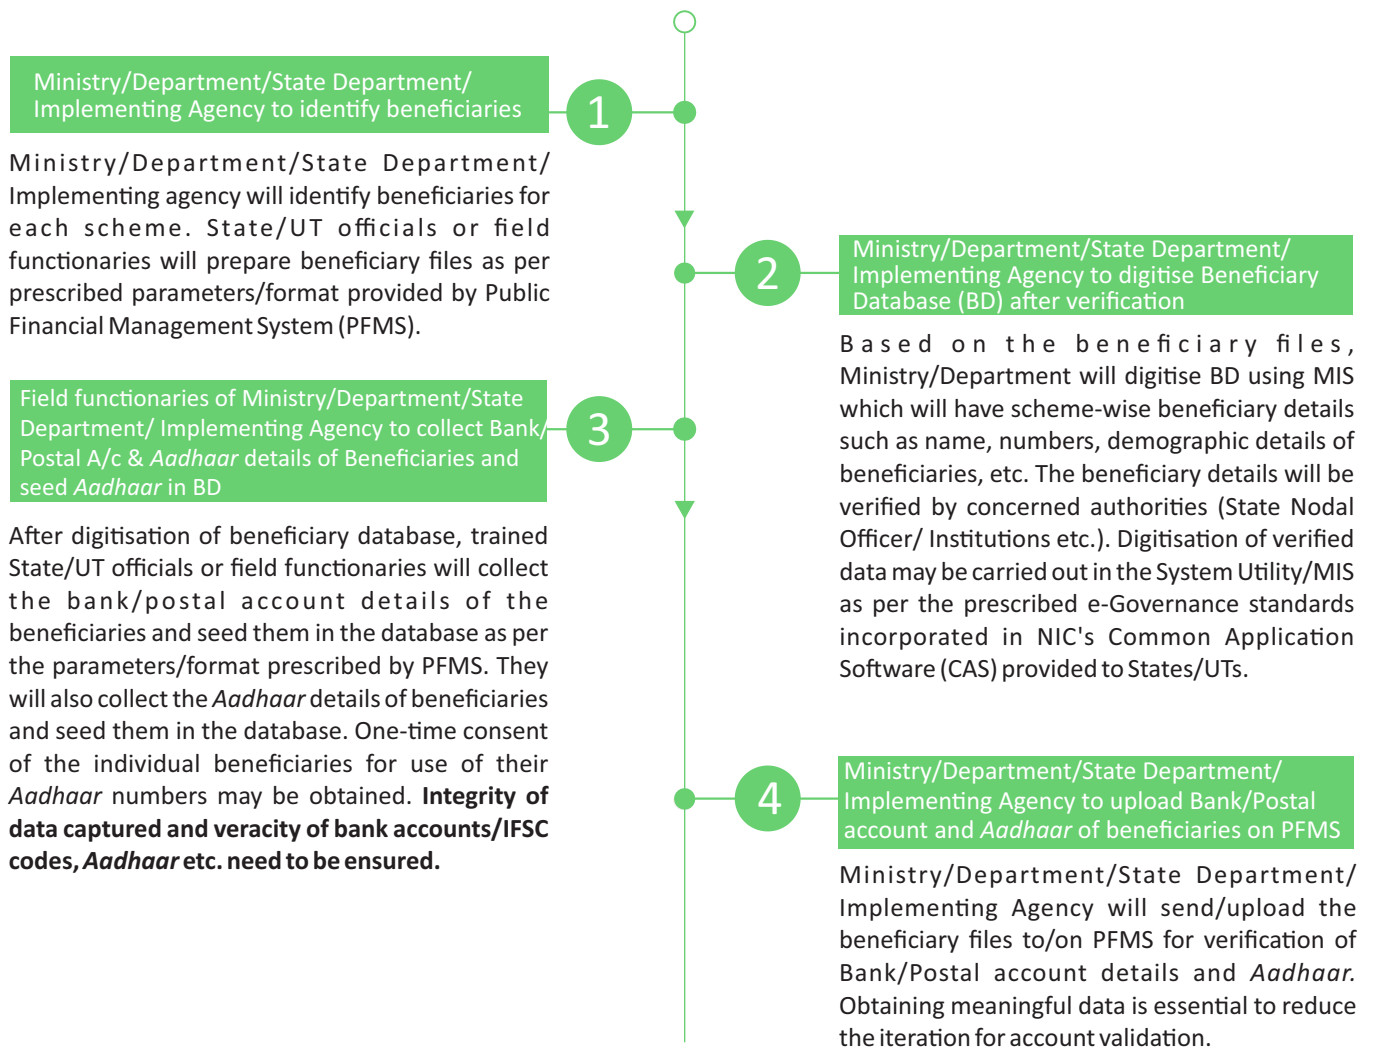 Ministry/Department/State Department/
Implementing Agency to identify beneficiaries
1
Ministry/Department/State Department/
Implementing agency will identify beneficiaries for
each scheme. State/UT officials or field
functionaries will prepare beneficiary files as per
prescribed parameters/format provided by Public
Financial Management System (PFMS).
2
Ministry/Department/State Department/
Implementing Agency to digitise Beneficiary
Database (BD) after verification
Based on the beneficiary files,
Ministry/Department will digitise BD using MIS
which will have scheme-wise beneficiary details
such as name, numbers, demographic details of
beneficiaries, etc. The beneficiary details will be
verified by concerned authorities (State Nodal
Officer/ Institutions etc.). Digitisation of verified
data may be carried out in the System Utility/MIS
as per the prescribed e-Governance standards
incorporated in NIC's Common Application
Software (CAS) provided to States/UTs.
Field functionaries of Ministry/Department/State
Department/ Implementing Agency to collect Bank/
Postal A/c & Aadhaar details of Beneficiaries and
seed Aadhaar in BD
3
After digitisation of beneficiary database, trained
State/UT officials or field functionaries will collect
the bank/postal account details of the
beneficiaries and seed them in the database as per
the parameters/format prescribed by PFMS. They
will also collect the Aadhaar details of beneficiaries
and seed them in the database. One-time consent
of the individual beneficiaries for use of their
Aadhaar numbers may be obtained. Integrity of
data captured and veracity of bank accounts/IFSC
codes, Aadhaar etc. need to be ensured.
4
Ministry/Department/State Department/
Implementing Agency to upload Bank/Postal
account and Aadhaar of beneficiaries on PFMS
Ministry/Department/State Department/
Implementing Agency will send/upload the
beneficiary files to/on PFMS for verification of
Bank/Postal account details and Aadhaar.
Obtaining meaningful data is essential to reduce
the iteration for account validation.